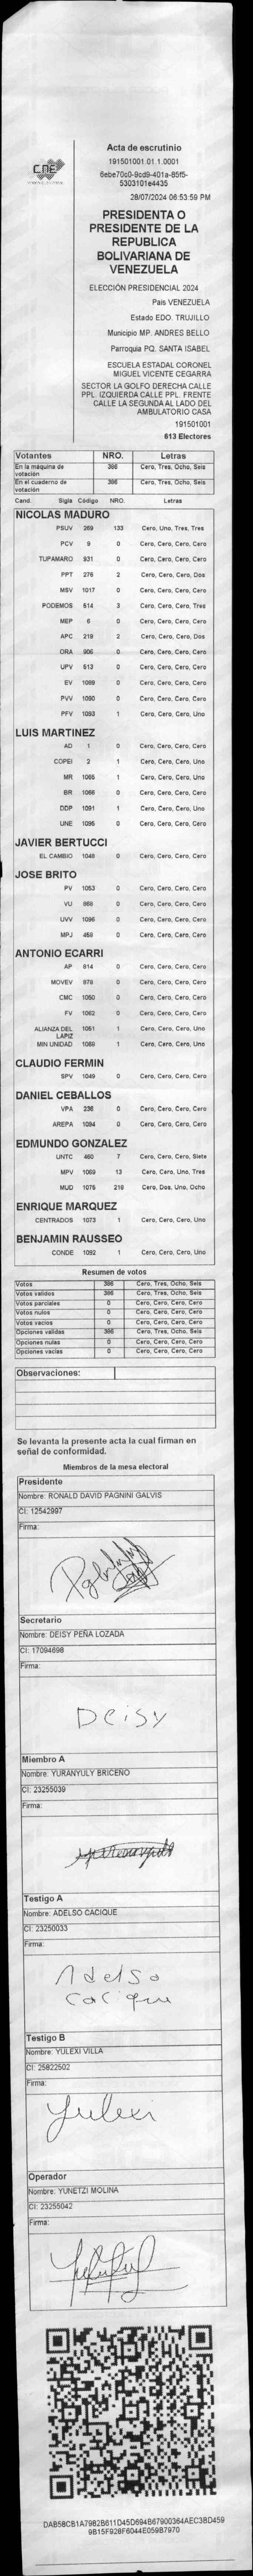 CNE
Acta de escrutinio
191501001.01.1.0001
6ebe70c0-9cd9-401a-85f5-
5303101e4435
28/07/2024 06:53:59 PM
PRESIDENTA O
PRESIDENTE DE LA
REPUBLICA
BOLIVARIANA DE
VENEZUELA
ELECCIÓN PRESIDENCIAL 2024
País VENEZUELA
Estado EDO. TRUJILLO
Municipio MP. ANDRES BELLO
Parroquia PQ. SANTA ISABEL
ESCUELA ESTADAL CORONEL
MIGUEL VICENTE CEGARRA
SECTOR LA GOLFO DERECHA CALLE
PPL. IZQUIERDA CALLE PPL. FRENTE
CALLE LA SEGUNDA AL LADO DEL
AMBULATORIO CASA
191501001
613 Electores
Votantes NRO. Letras
En la máquina de votación 386 Cero, Tres, Ocho, Seis
En el cuaderno de votación 386 Cero, Tres, Ocho, Seis
Cand. Sigla Código NRO. Letras
NICOLAS MADURO
PSUV 269 133 Cero, Uno, Tres, Tres
PCV 9 0 Cero, Cero, Cero, Cero
TUPAMARO 931 0 Cero, Cero, Cero, Cero
PPT 276 2 Cero, Cero, Cero, Dos
MSV 1017 0 Cero, Cero, Cero, Cero
PODEMOS 514 3 Cero, Cero, Cero, Tres
MEP 6 0 Cero, Cero, Cero, Cero
APC 219 2 Cero, Cero, Cero, Dos
ORA 906 0 Cero, Cero, Cero, Cero
UPV 513 0 Cero, Cero, Cero, Cero
EV 1089 0 Cero, Cero, Cero, Cero
PVV 1090 0 Cero, Cero, Cero, Cero
PFV 1093 1 Cero, Cero, Cero, Uno
LUIS MARTINEZ
AD 1 0 Cero, Cero, Cero, Cero
COPEI 2 1 Cero, Cero, Cero, Uno
MR 1065 1 Cero, Cero, Cero, Uno
BR 1066 0 Cero, Cero, Cero, Cero
DDP 1091 1 Cero, Cero, Cero, Uno
UNE 1095 0 Cero, Cero, Cero, Cero
JAVIER BERTUCCI
EL CAMBIO 1048 0 Cero, Cero, Cero, Cero
JOSE BRITO
PV 1053 0 Cero, Cero, Cero, Cero
VU 868 0 Cero, Cero, Cero, Cero
UVV 1096 0 Cero, Cero, Cero, Cero
MPJ 458 0 Cero, Cero, Cero, Cero
ANTONIO ECARRI
AP 814 0 Cero, Cero, Cero, Cero
MOVEV 978 0 Cero, Cero, Cero, Cero
CMC 1050 0 Cero, Cero, Cero, Cero
FV 1062 0 Cero, Cero, Cero, Cero
ALIANZA DEL LAPIZ 1051 1 Cero, Cero, Cero, Uno
MIN UNIDAD 1088 1 Cero, Cero, Cero, Uno
CLAUDIO FERMIN
SPV 1049 0 Cero, Cero, Cero, Cero
DANIEL CEBALLOS
VPA 236 0 Cero, Cero, Cero, Cero
AREPA 1094 0 Cero, Cero, Cero, Cero
EDMUNDO GONZALEZ
UNTC 460 7 Cero, Cero, Cero, Siete
MPV 1069 13 Cero, Cero, Uno, Tres
MUD 1075 218 Cero, Dos, Uno, Ocho
ENRIQUE MARQUEZ
CENTRADOS 1073 1 Cero, Cero, Cero, Uno
BENJAMIN RAUSSEO
CONDE 1092 1 Cero, Cero, Cero, Uno
Resumen de votos
Votos 386 Cero, Tres, Ocho, Seis
Votos validos 386 Cero, Tres, Ocho, Seis
Votos parciales 0 Cero, Cero, Cero, Cero
Votos nulos 0 Cero, Cero, Cero, Cero
Votos vacios 0 Cero, Cero, Cero, Cero
Opciones validas 386 Cero, Tres, Ocho, Seis
Opciones nulas 0 Cero, Cero, Cero, Cero
Opciones vacias 0 Cero, Cero, Cero, Cero
Observaciones:
Se levanta la presente acta la cual firman en
señal de conformidad.
Miembros de la mesa electoral
Presidente
Nombre: RONALD DAVID PAGNINI GALVIS
CI: 12542997
Firma:
Secretario
Nombre: DEISY PEÑA LOZADA
CI: 17094698
Firma:
Deisy
Miembro A
Nombre: YURANYULY BRICEÑO
CI: 23255039
Firma:
Testigo A
Nombre: ADELSO CACIQUE
CI: 23250033
Firma:
Adelso
Cacique
Testigo B
Nombre: YULEXI VILLA
CI: 25822502
Firma:
Yulexi
Operador
Nombre: YUNETZI MOLINA
CI: 23255042
Firma:
DAB58CB1A7982B611D45D694B67900364AEC3BD459
9B15F928F6044E059B7970